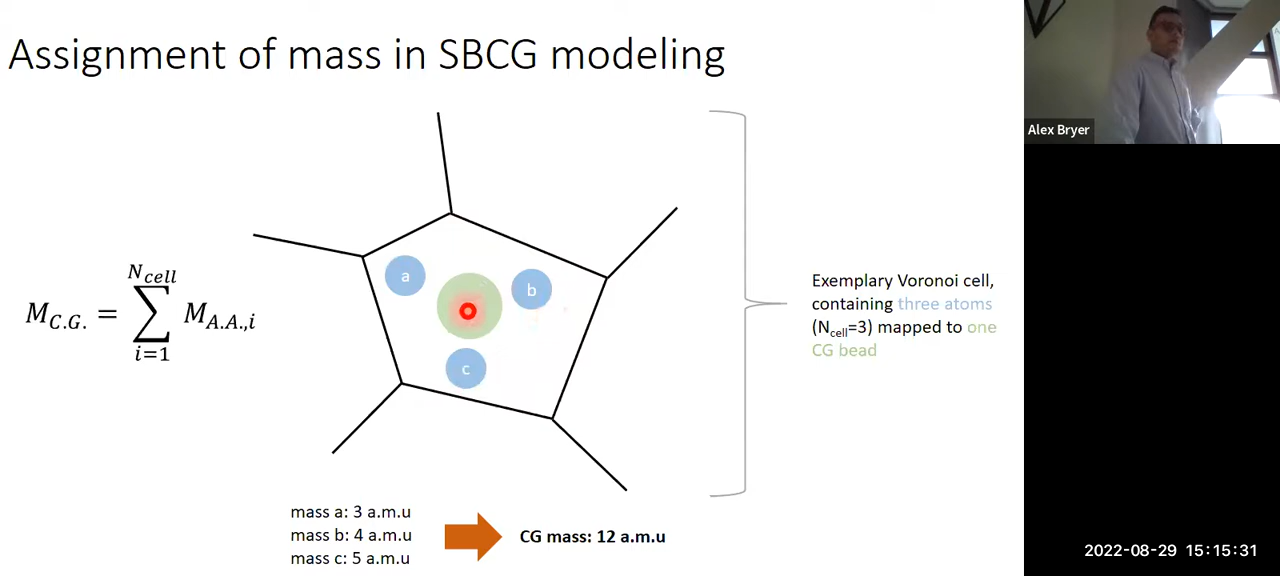 Assignment of mass in SBCG modeling
Alex Bryer
M_C.G. = ∑_{i=1}^{N_cell} M_A.A.,i
a
b
c
Exemplary Voronoi cell,
containing three atoms
(N_cell=3) mapped to one
CG bead
mass a: 3 a.m.u
mass b: 4 a.m.u
mass c: 5 a.m.u
CG mass: 12 a.m.u
2022-08-29 15:15:31